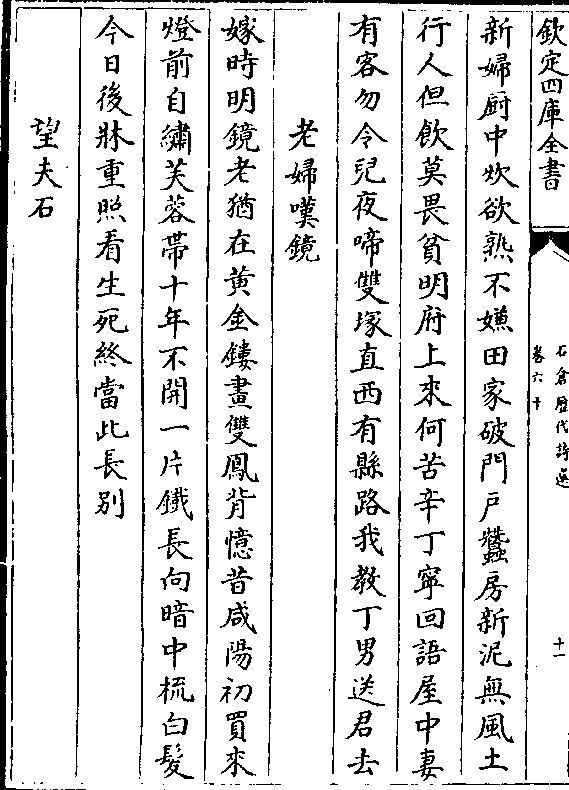 欽定四庫全書
石倉歷代詩選
卷六十
十一
新婦厨中炊欲熟不嫌田家破門戶蠶房新泥無風土
行人但飲莫畏貧明府上來何苦辛丁寧回語屋中妻
有客勿令兒夜啼雙塚直西有縣路我教丁男送君去
老婦嘆鏡
嫁時明鏡老猶在黃金鏤畫雙鳳背憶昔咸陽初買來
燈前自繡芙蓉帶十年不開一片鐵長向暗中梳白髮
今日後牀重照看生死終當此長别
望夫石